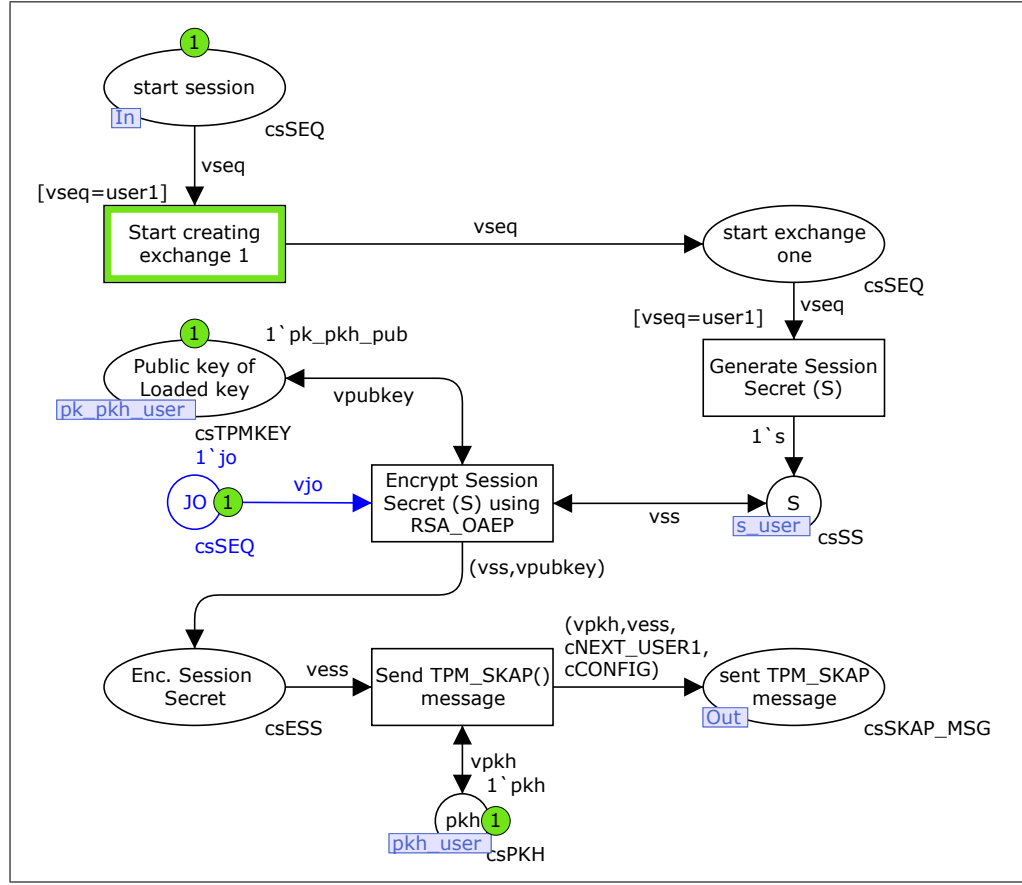 1
start session
In
csSEQ
vseq
[vseq=user1]
Start creating
exchange 1
vseq
start exchange
one
csSEQ
vseq
[vseq=user1]
Generate Session
Secret (S)
1`s
1
1`pk_pkh_pub
Public key of
Loaded key
pk_pkh_user
csTPMKEY
vpubkey
1`jo
JO
1
csSEQ
vjo
Encrypt Session
Secret (S) using
RSA_OAEP
vss
S
s_user
csSS
(vss,vpubkey)
Enc. Session
Secret
csESS
vess
Send TPM_SKAP()
message
(vpkh,vess,
cNEXT_USER1,
cCONFIG)
sent TPM_SKAP
message
Out
csSKAP_MSG
vpkh
1`pkh
pkh
1
pkh_user
csPKH